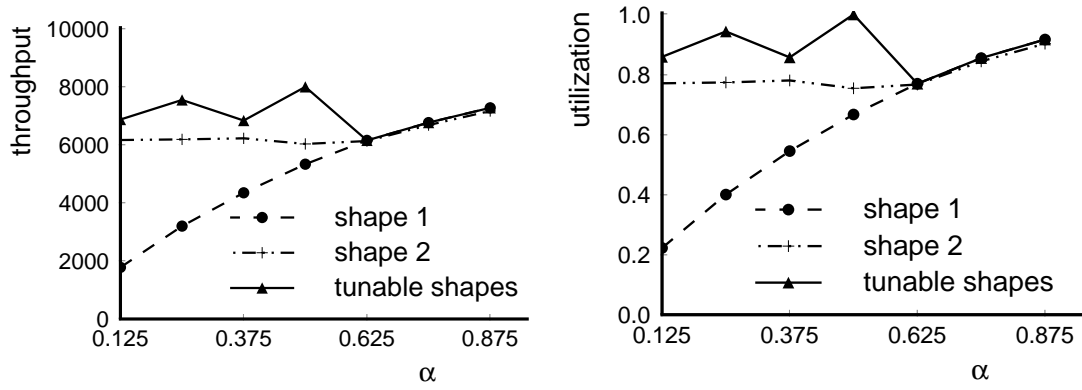 throughput
10000
8000
6000
4000
2000
0
0.125 0.375 0.625 0.875
α
shape 1
shape 2
tunable shapes
utilization
1.0
0.8
0.6
0.4
0.2
0.0
0.125 0.375 0.625 0.875
α
shape 1
shape 2
tunable shapes